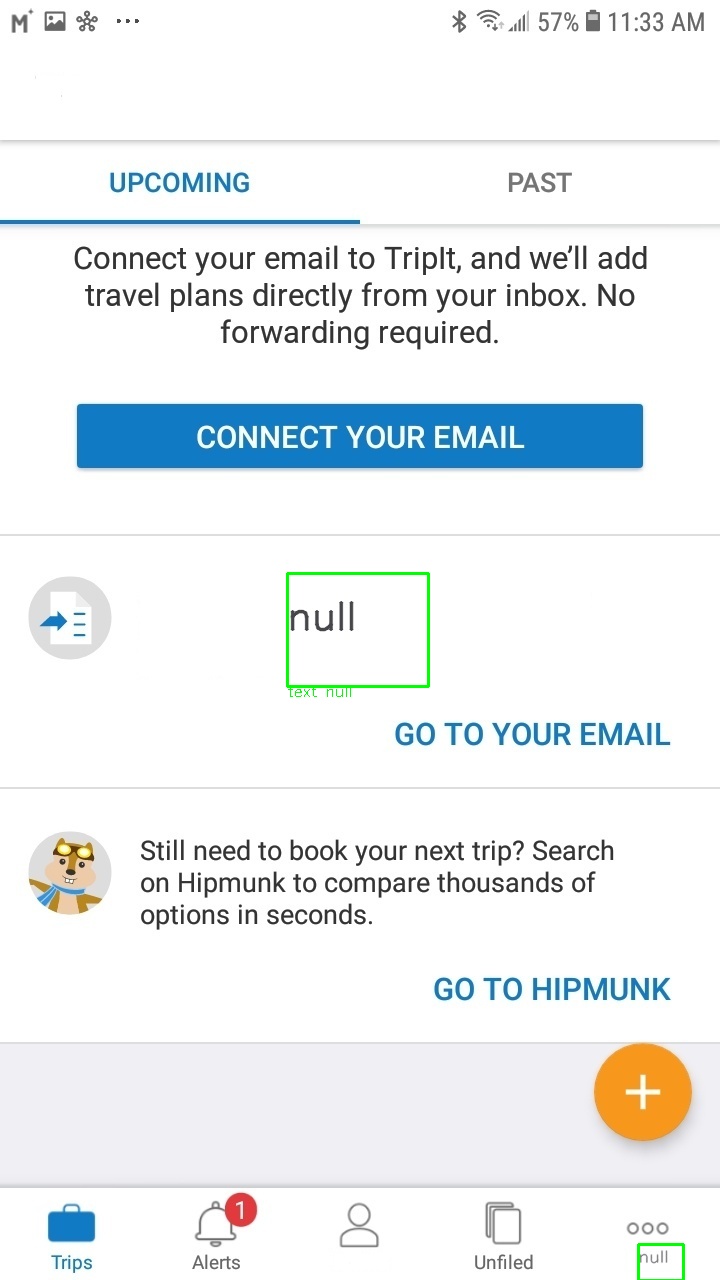 57% 11:33 AM
UPCOMING PAST
Connect your email to TripIt, and we’ll add
travel plans directly from your inbox. No
forwarding required.
CONNECT YOUR EMAIL
null
text null
GO TO YOUR EMAIL
Still need to book your next trip? Search
on Hipmunk to compare thousands of
options in seconds.
GO TO HIPMUNK
1
Trips Alerts Unfiled null